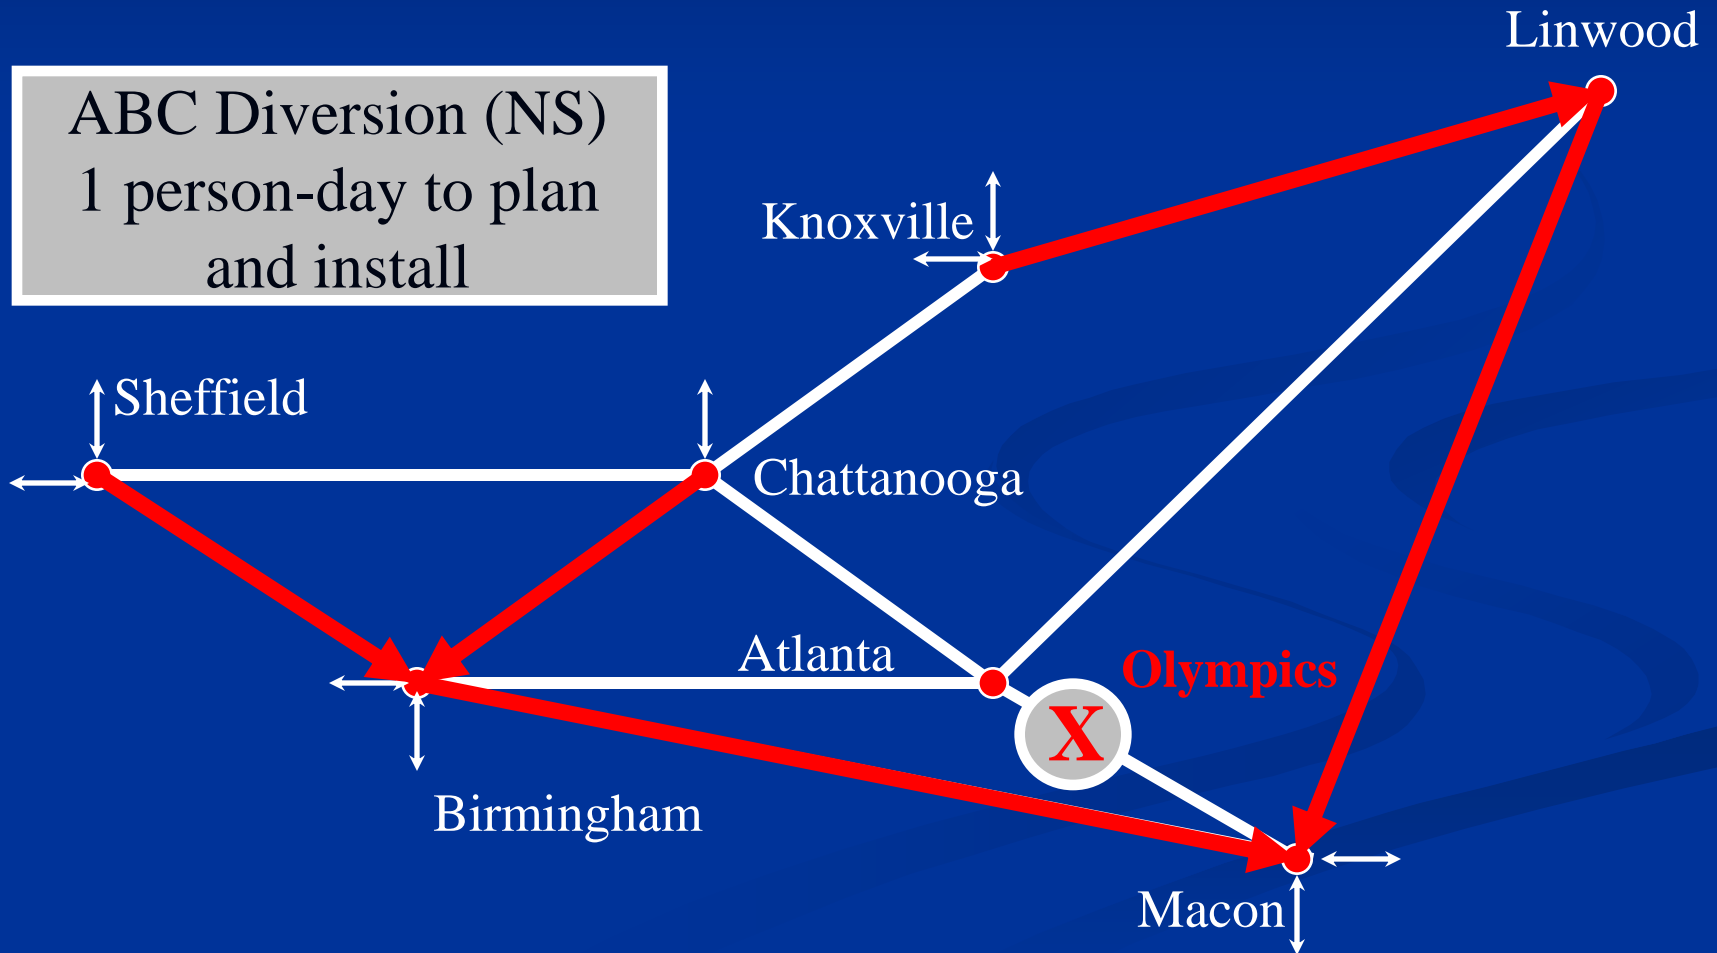 Linwood
ABC Diversion (NS)
1 person-day to plan
and install
Knoxville
Sheffield
Chattanooga
Atlanta
Olympics
X
Birmingham
Macon